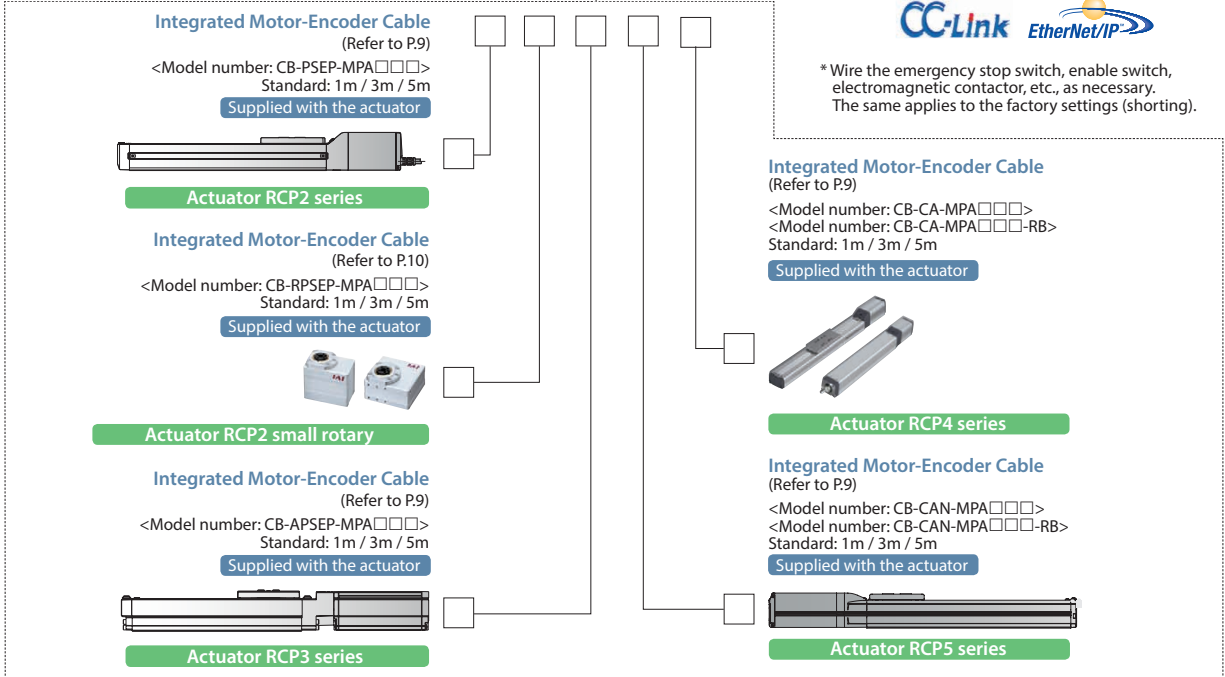 Integrated Motor-Encoder Cable
(Refer to P.9)
<Model number: CB-PSEP-MPA□□□>
Standard: 1m / 3m / 5m
Supplied with the actuator
Actuator RCP2 series
Integrated Motor-Encoder Cable
(Refer to P.10)
<Model number: CB-RPSEP-MPA□□□>
Standard: 1m / 3m / 5m
Supplied with the actuator
IAI
Actuator RCP2 small rotary
Integrated Motor-Encoder Cable
(Refer to P.9)
<Model number: CB-APSEP-MPA□□□>
Standard: 1m / 3m / 5m
Supplied with the actuator
Actuator RCP3 series
CC-Link
EtherNet/IP™
* Wire the emergency stop switch, enable switch,
electromagnetic contactor, etc., as necessary.
The same applies to the factory settings (shorting).
Integrated Motor-Encoder Cable
(Refer to P.9)
<Model number: CB-CA-MPA□□□>
<Model number: CB-CA-MPA□□□-RB>
Standard: 1m / 3m / 5m
Supplied with the actuator
Actuator RCP4 series
Integrated Motor-Encoder Cable
(Refer to P.9)
<Model number: CB-CAN-MPA□□□>
<Model number: CB-CAN-MPA□□□-RB>
Standard: 1m / 3m / 5m
Supplied with the actuator
Actuator RCP5 series